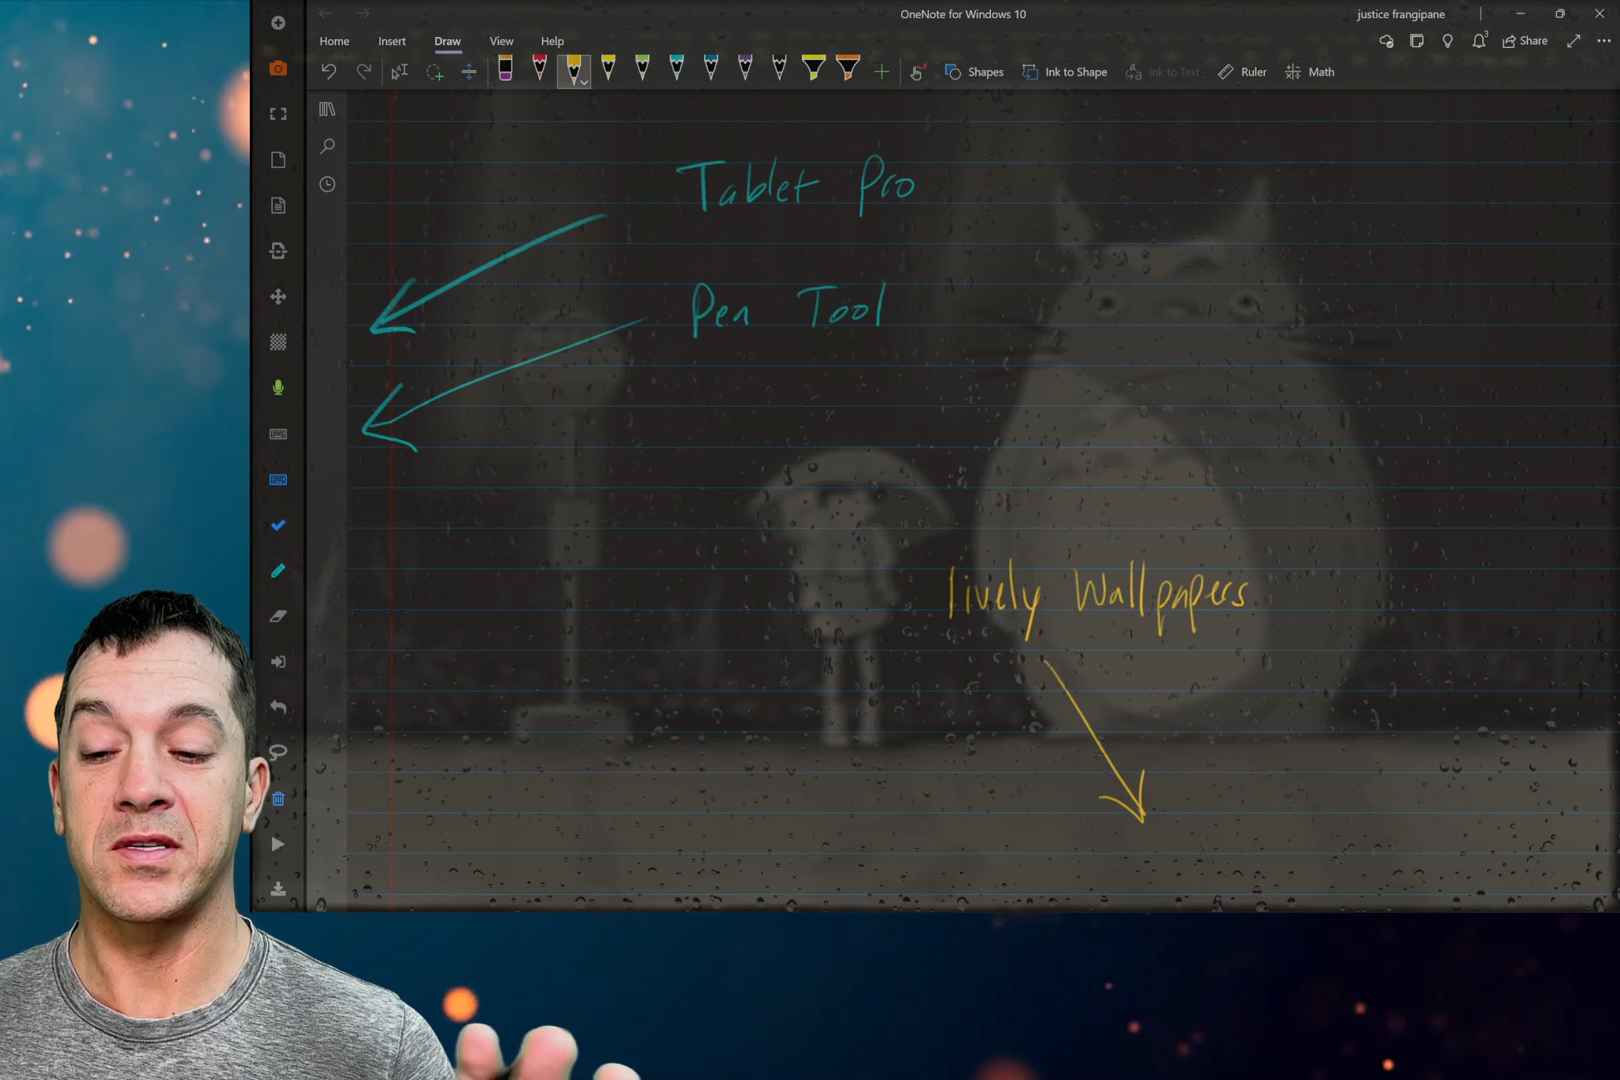 OneNote for Windows 10
justice frangipane
Home Insert Draw View Help
3 Share
Shapes Ink to Shape Ink to Text Ruler Math
Tablet Pro
Pen Tool
lively Wallpapers